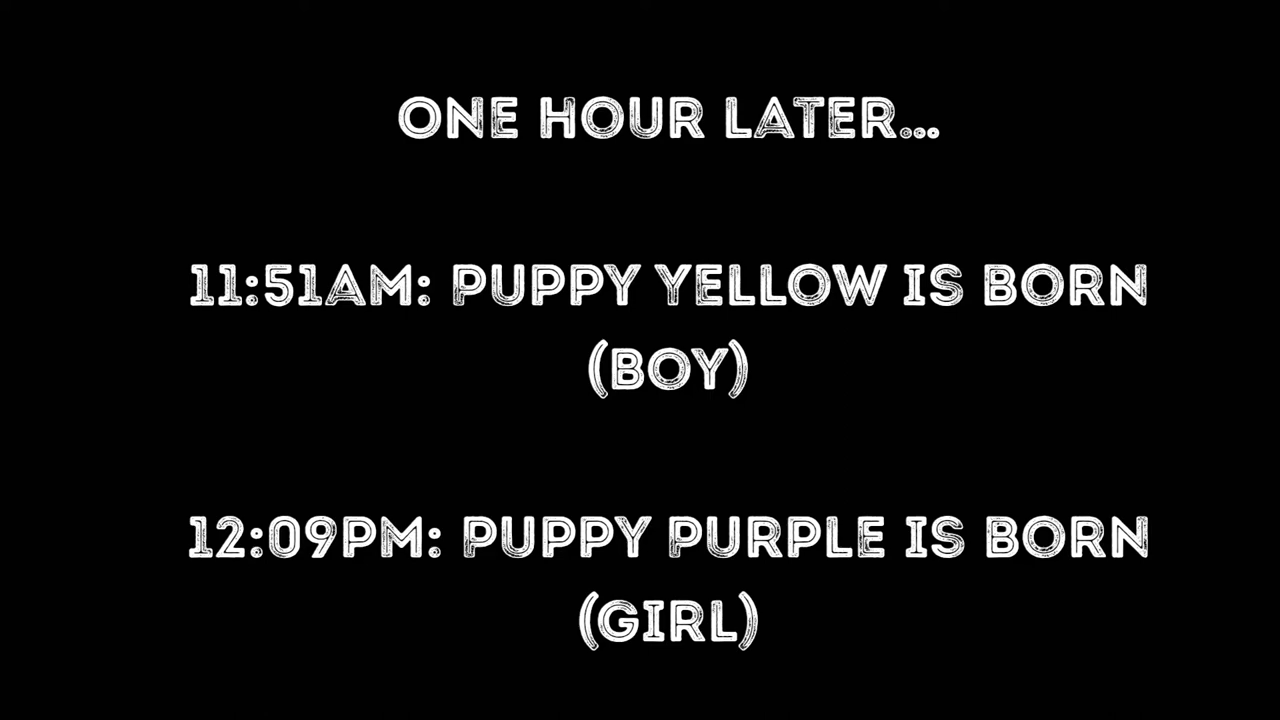 ONE HOUR LATER...
11:51AM: PUPPY YELLOW IS BORN
(BOY)
12:09PM: PUPPY PURPLE IS BORN
(GIRL)